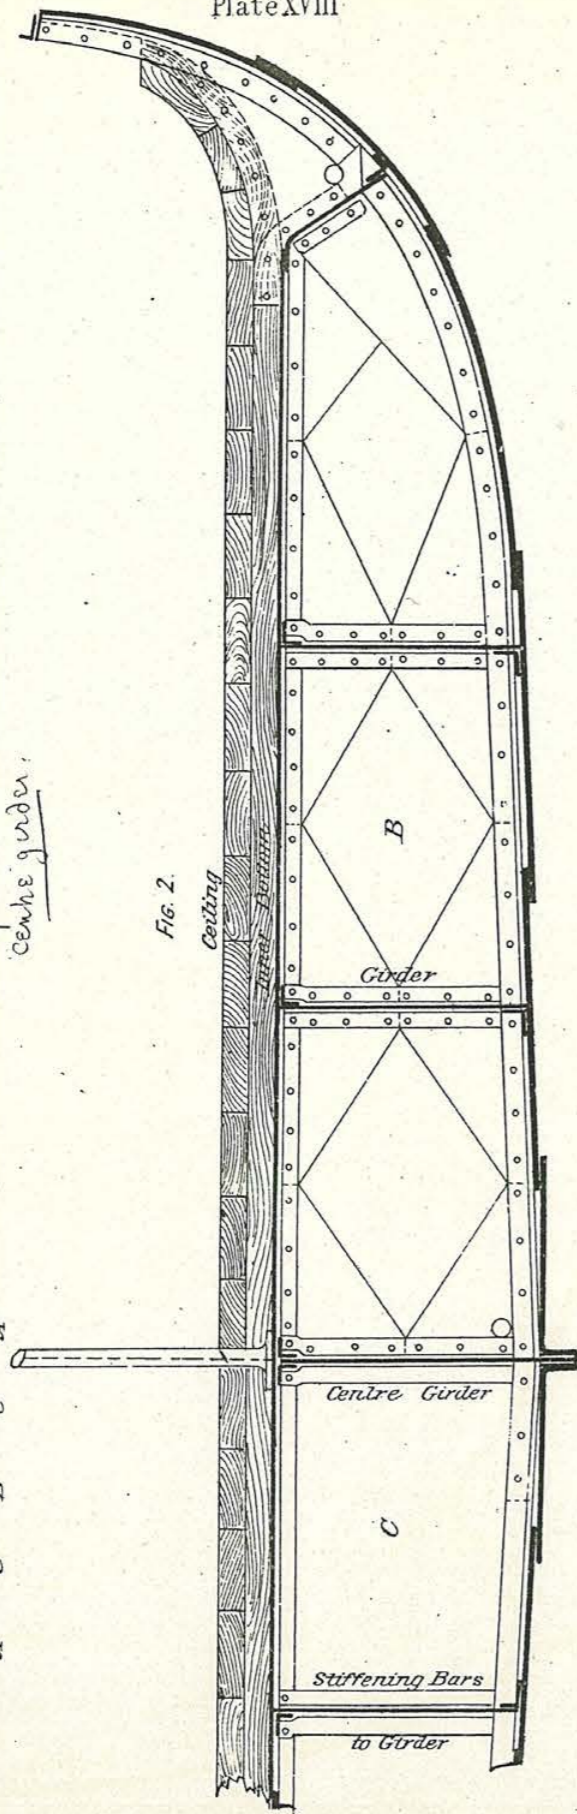 Plate XVIII
centre girder.
FIG. 2.
Ceiling
Inner Bottom
B
Girder
Centre Girder
C
Stiffening Bars
to Girder